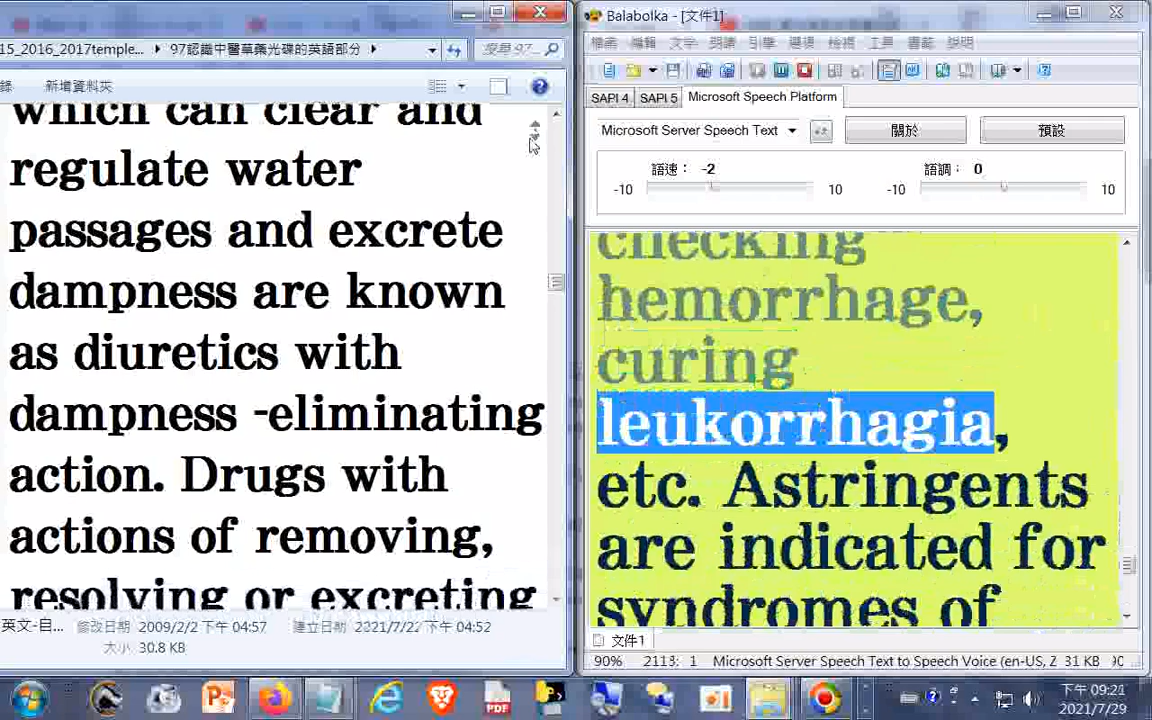 15_2016_2017temple...
97認識中醫草藥光碟的英語部分
搜尋 97...
錄
新增資料夾
which can clear and
regulate water
passages and excrete
dampness are known
as diuretics with
dampness -eliminating
action. Drugs with
actions of removing,
resolving or excreting
英文-自...
修改日期 2009/2/2 下午 04:57
建立日期 2021/7/22 下午 04:52
大小 30.8 KB
Balabolka - [文件1]
檔案 編輯 文字 朗讀 引擎 選項 檢視 工具 書籤 說明
SAPI 4 SAPI 5 Microsoft Speech Platform
Microsoft Server Speech Text
關於
預設
語速： -2
語調： 0
-10 10 -10 10
checking
hemorrhage,
curing
leukorrhagia,
etc. Astringents
are indicated for
syndromes of
文件1
90% 2113: 1 Microsoft Server Speech Text to Speech Voice (en-US, Z 31 KB
PDF
下午 09:21
2021/7/29